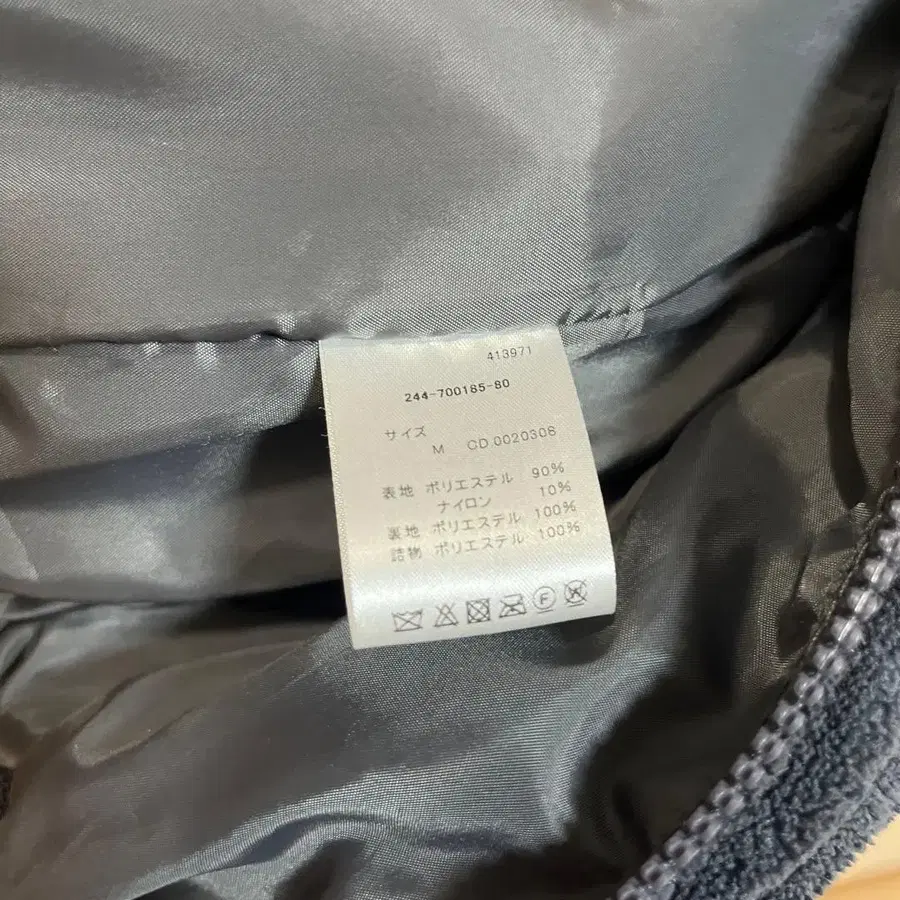 413971
244-700185-80
サイズ
M CD 0020308
表地 ポリエステル 90%
ナイロン 10%
裏地 ポリエステル 100%
詰物 ポリエステル 100%
F